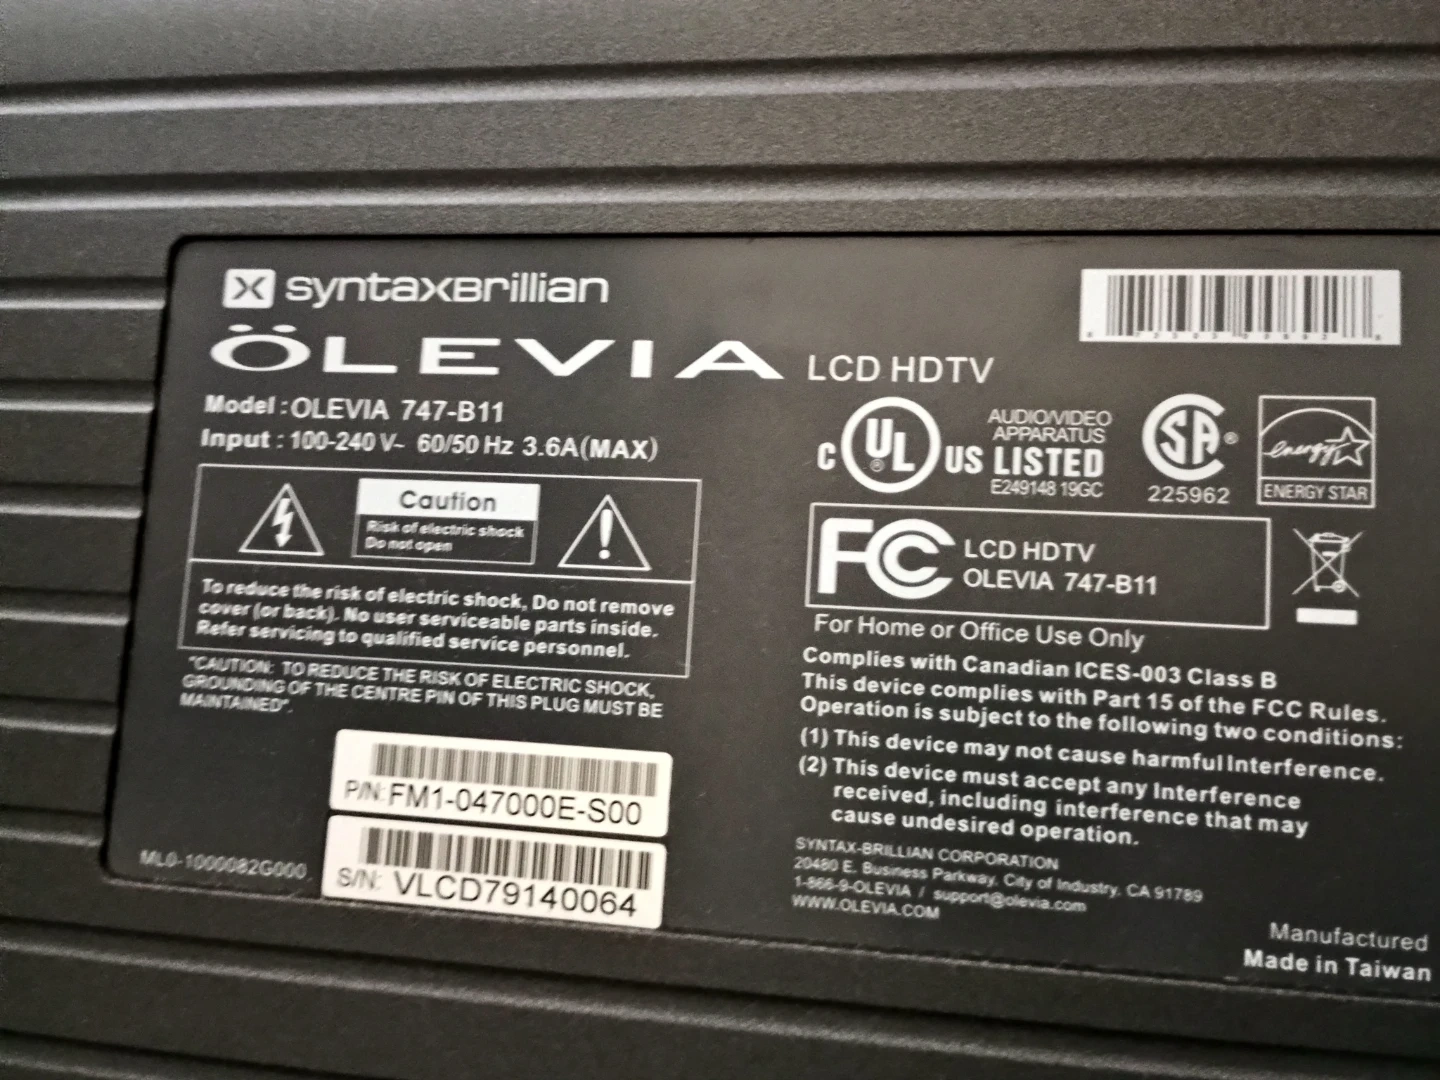 syntaxBrillian
ÖLEVIA LCD HDTV
Model : OLEVIA 747-B11
Input : 100-240 V~ 60/50 Hz 3.6A(MAX)
Caution
Risk of electric shock
Do not open
To reduce the risk of electric shock, Do not remove
cover (or back). No user serviceable parts inside.
Refer servicing to qualified service personnel.
"CAUTION: TO REDUCE THE RISK OF ELECTRIC SHOCK,
GROUNDING OF THE CENTRE PIN OF THIS PLUG MUST BE
MAINTAINED".
P/N: FM1-047000E-S00
S/N: VLCD79140064
ML0-1000082G000
C UL ® US
AUDIO/VIDEO
APPARATUS
LISTED
E249148 19GC
SA ®
225962
energy
ENERGY STAR
FC
LCD HDTV
OLEVIA 747-B11
For Home or Office Use Only
Complies with Canadian ICES-003 Class B
This device complies with Part 15 of the FCC Rules.
Operation is subject to the following two conditions:
(1) This device may not cause harmful Interference.
(2) This device must accept any Interference
received, including interference that may
cause undesired operation.
SYNTAX-BRILLIAN CORPORATION
20480 E. Business Parkway, City of Industry, CA 91789
1-866-9-OLEVIA / support@olevia.com
WWW.OLEVIA.COM
Manufactured
Made in Taiwan